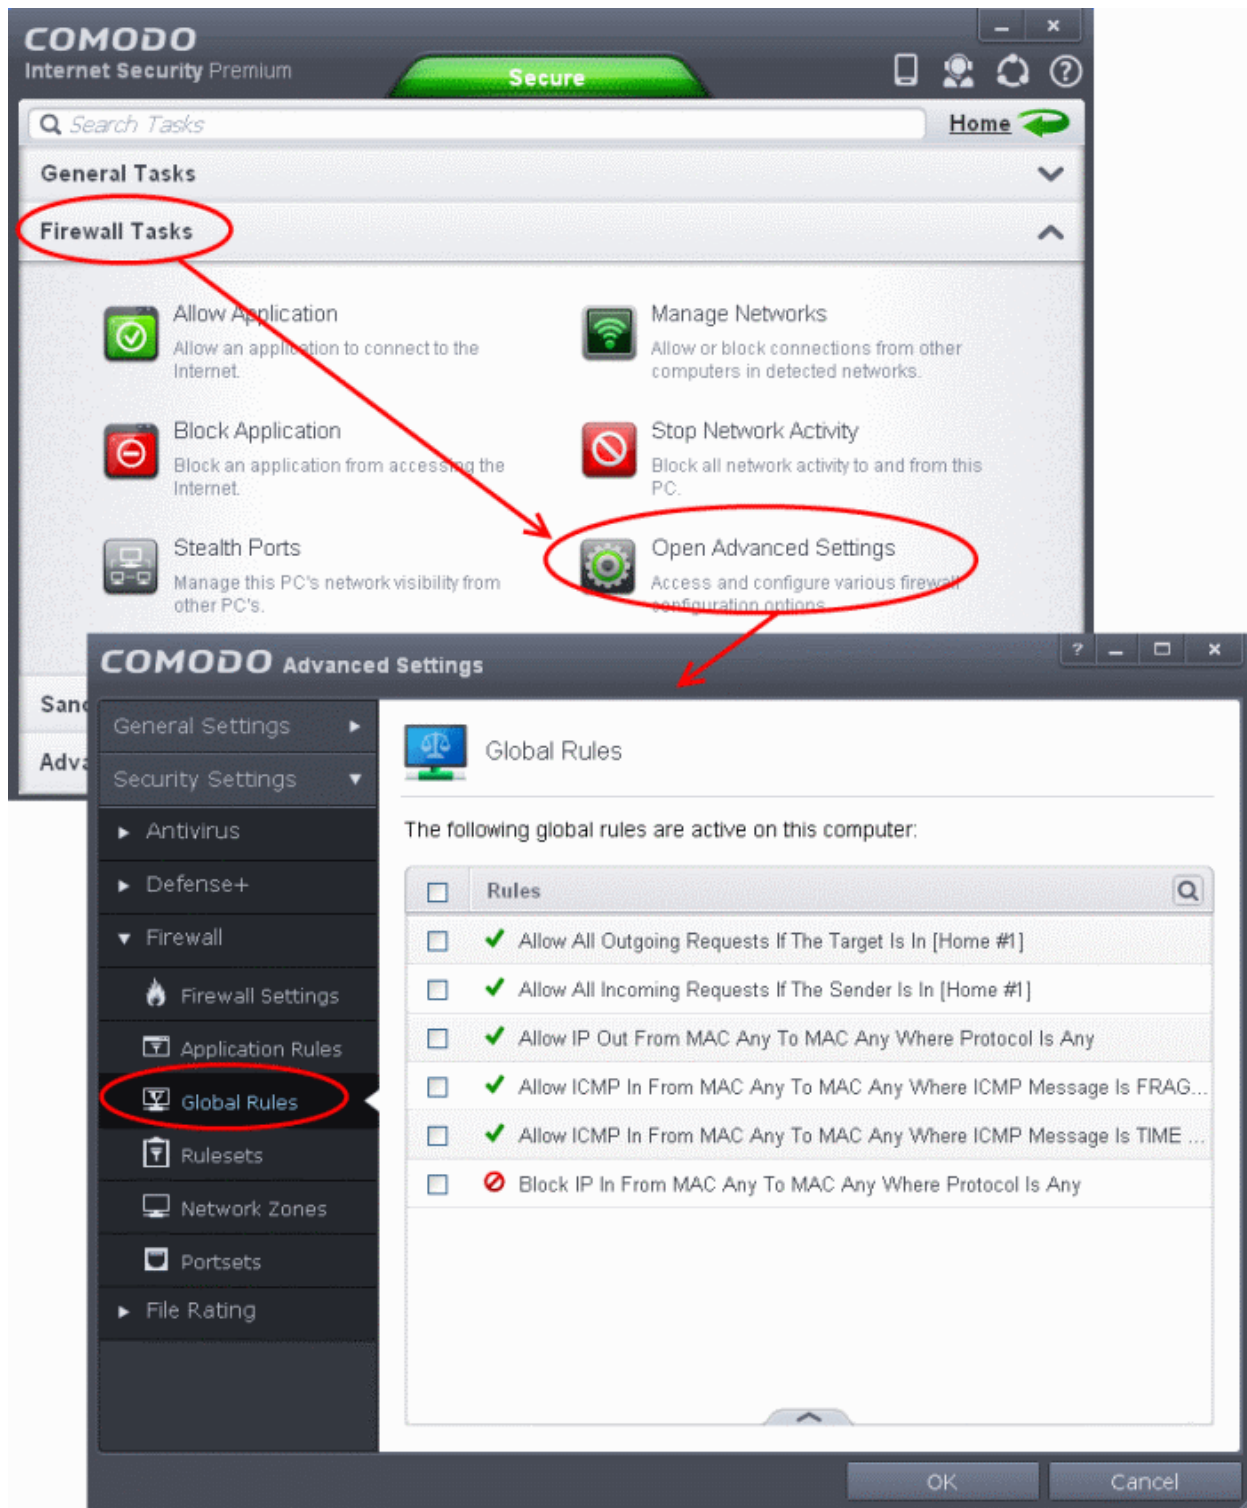 COMODO
Internet Security Premium
Secure
Search Tasks
Home
General Tasks
Firewall Tasks
Allow Application
Allow an application to connect to the
Internet.
Manage Networks
Allow or block connections from other
computers in detected networks.
Block Application
Block an application from accessing the
Internet.
Stop Network Activity
Block all network activity to and from this
PC.
Stealth Ports
Manage this PC's network visibility from
other PC's.
Open Advanced Settings
Access and configure various firewall
configuration options.
Sand
Adva
COMODO Advanced Settings
General Settings
Security Settings
Antivirus
Defense+
Firewall
Firewall Settings
Application Rules
Global Rules
Rulesets
Network Zones
Portsets
File Rating
Global Rules
The following global rules are active on this computer:
Rules
Allow All Outgoing Requests If The Target Is In [Home #1]
Allow All Incoming Requests If The Sender Is In [Home #1]
Allow IP Out From MAC Any To MAC Any Where Protocol Is Any
Allow ICMP In From MAC Any To MAC Any Where ICMP Message Is FRAG...
Allow ICMP In From MAC Any To MAC Any Where ICMP Message Is TIME ...
Block IP In From MAC Any To MAC Any Where Protocol Is Any
OK
Cancel